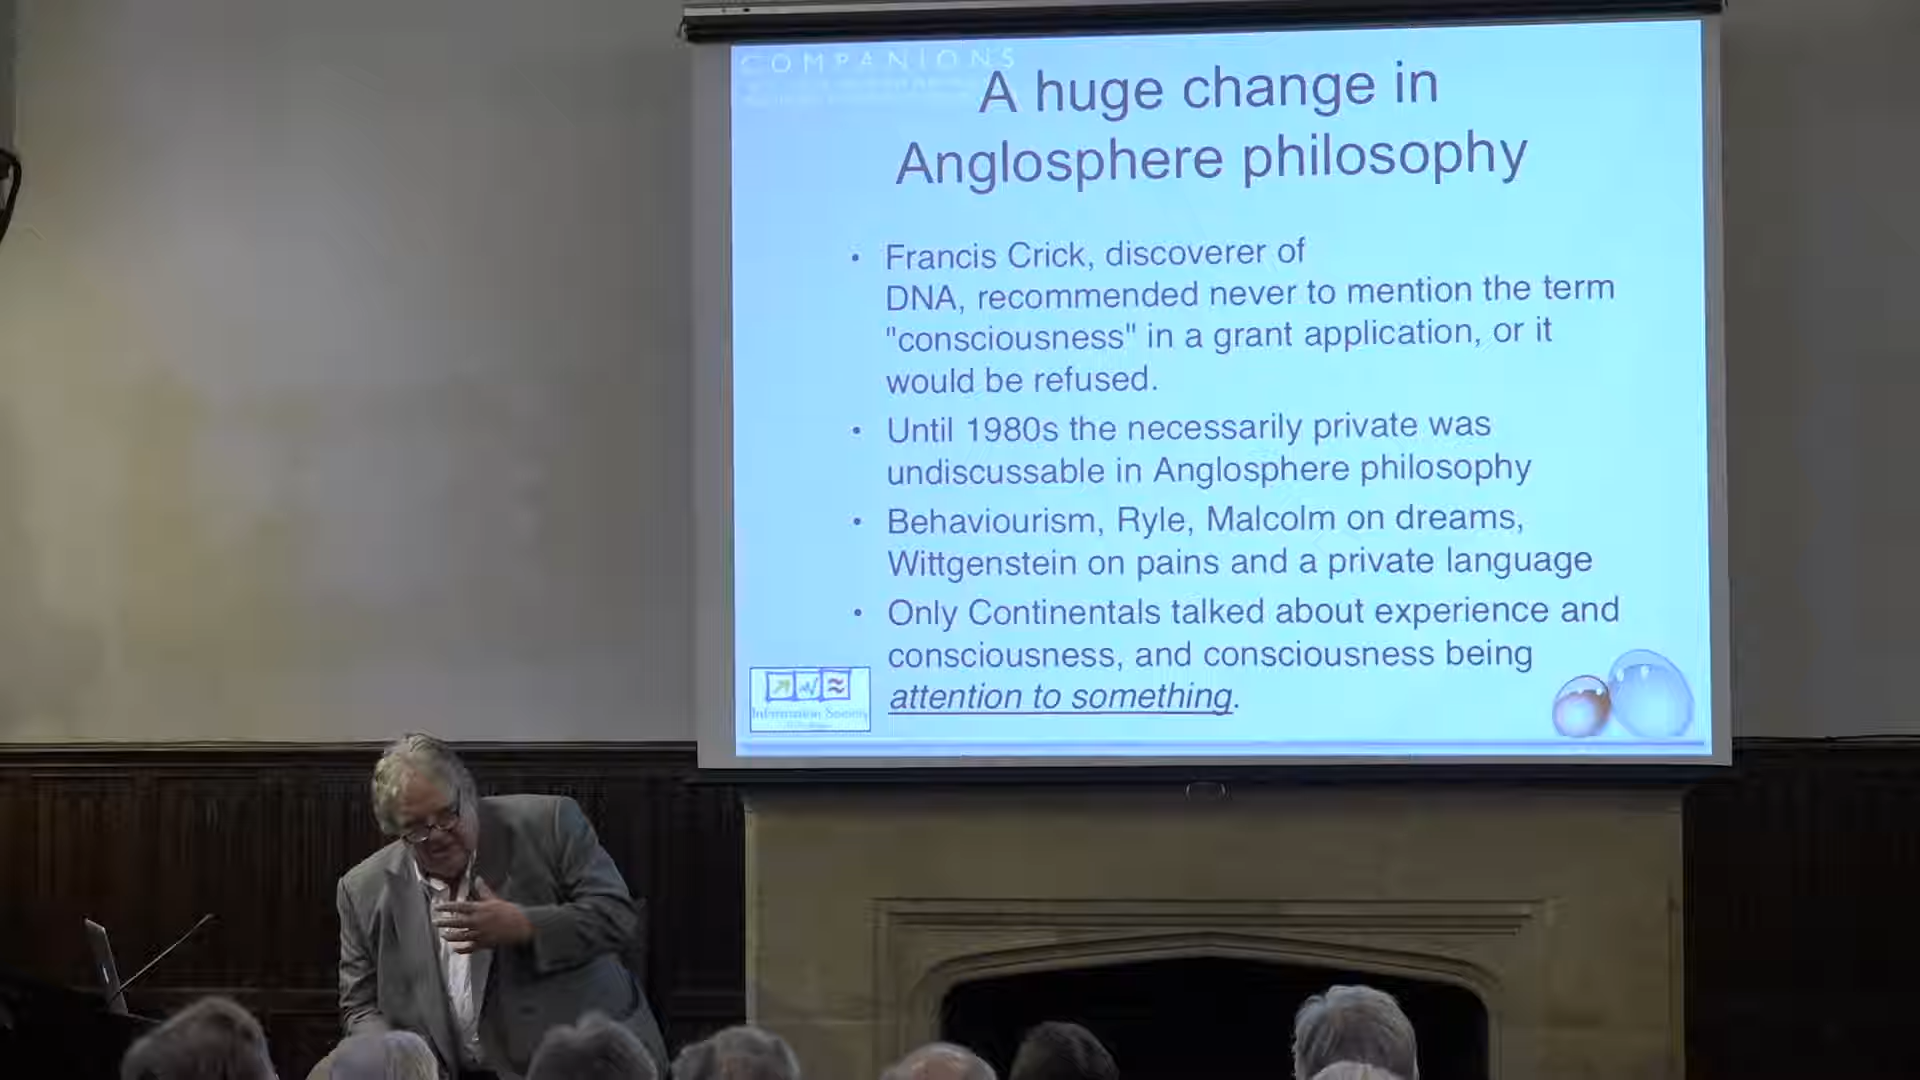 COMPANIONS
A huge change in
Anglosphere philosophy
• Francis Crick, discoverer of
DNA, recommended never to mention the term
"consciousness" in a grant application, or it
would be refused.
• Until 1980s the necessarily private was
undiscussable in Anglosphere philosophy
• Behaviourism, Ryle, Malcolm on dreams,
Wittgenstein on pains and a private language
• Only Continentals talked about experience and
consciousness, and consciousness being
attention to something.
Information Society